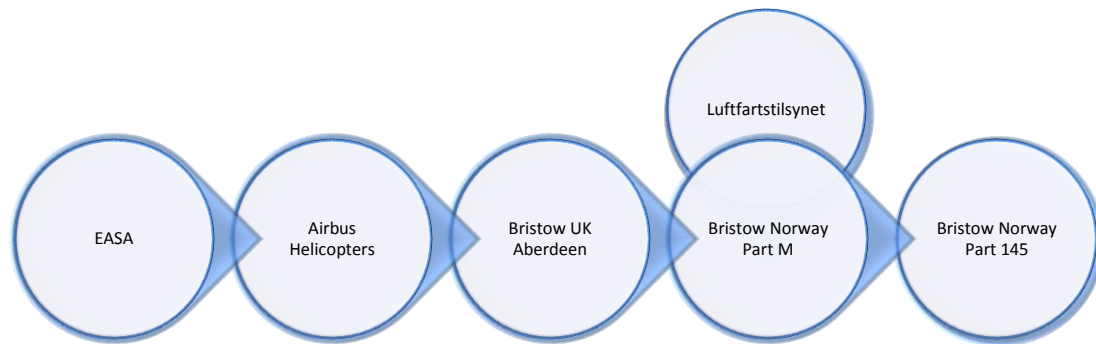 Luftfartstilsynet
EASA
Airbus
Helicopters
Bristow UK
Aberdeen
Bristow Norway
Part M
Bristow Norway
Part 145